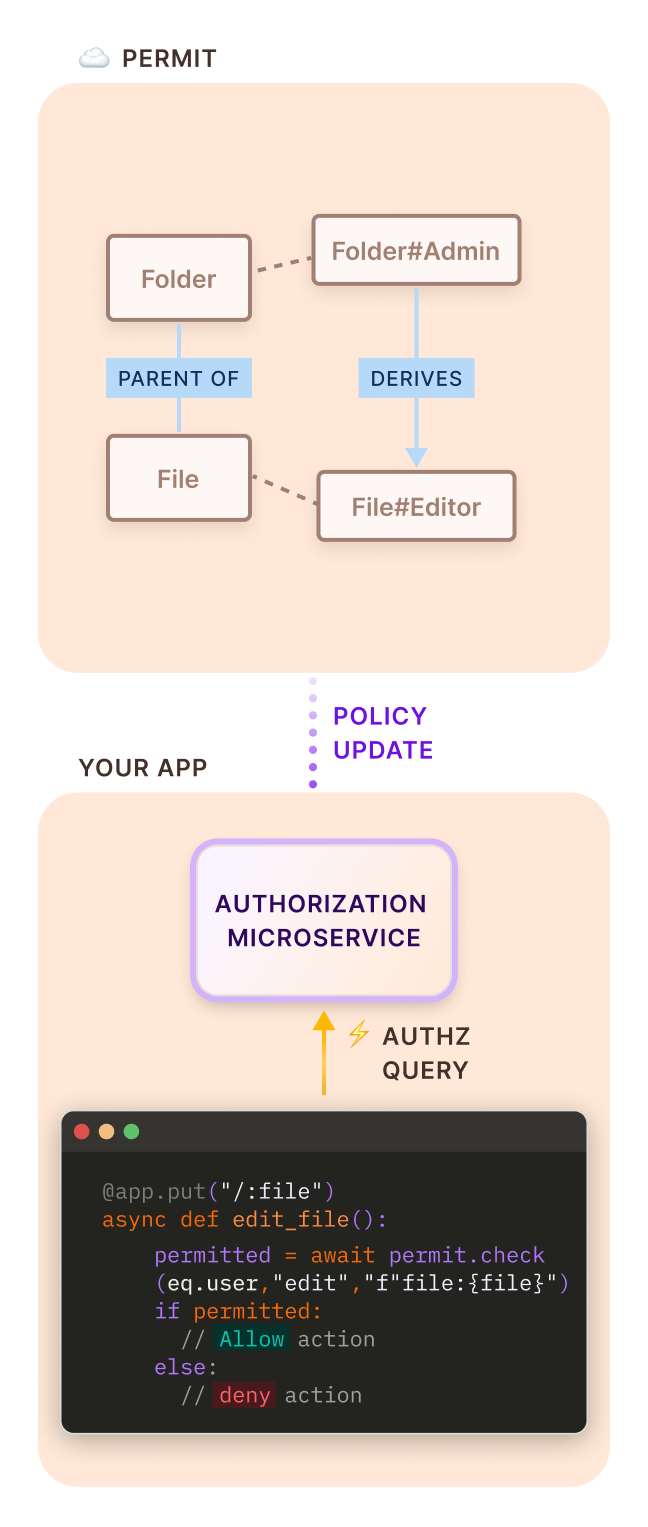 ☁️ PERMIT
Folder
Folder#Admin
PARENT OF
DERIVES
File
File#Editor
POLICY
UPDATE
YOUR APP
AUTHORIZATION
MICROSERVICE
⚡ AUTHZ
QUERY
@app.put("/:file")
async def edit_file():
permitted = await permit.check
(eq.user,"edit","f"file:{file}")
if permitted:
// Allow action
else:
// deny action